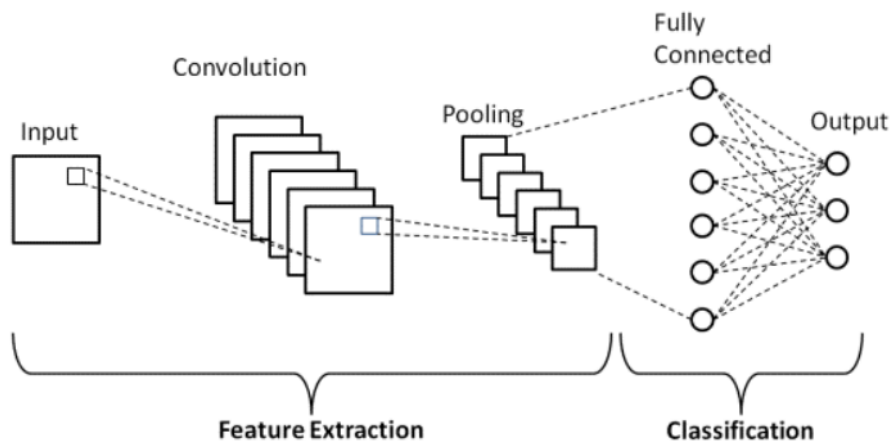 Input
Convolution
Pooling
Fully
Connected
Output
Feature Extraction
Classification